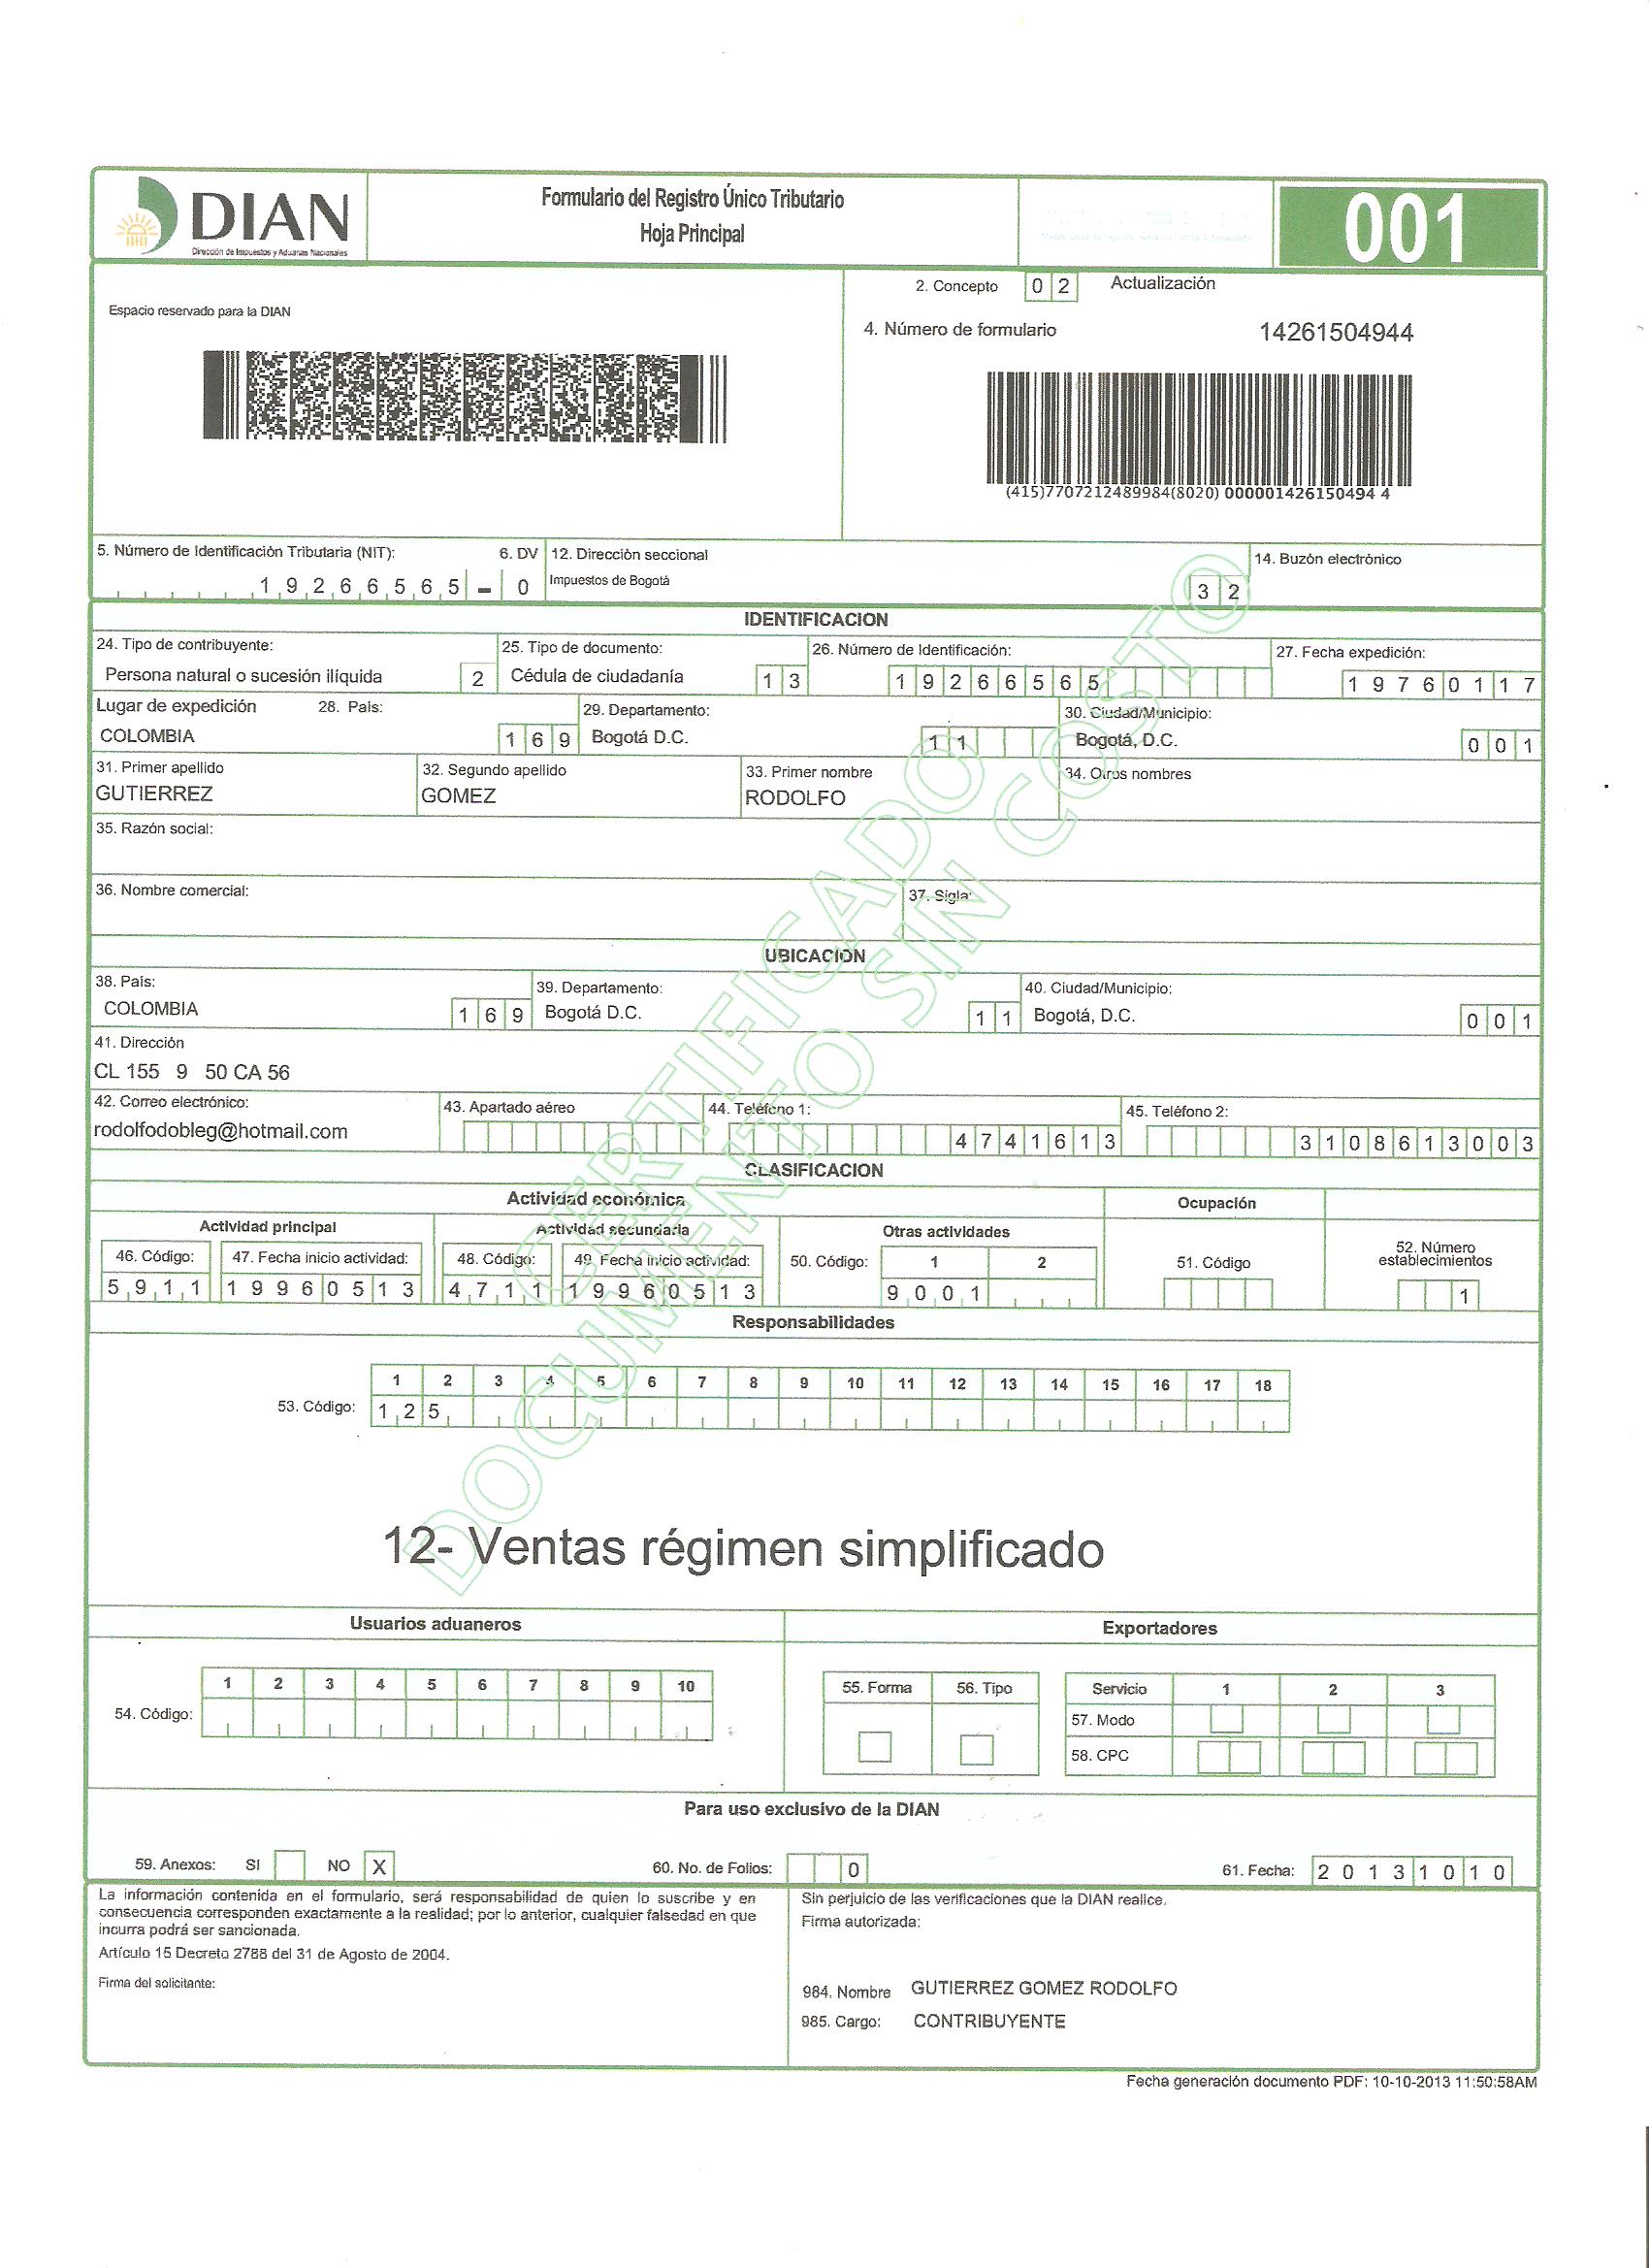 DIAN
Dirección de Impuestos y Aduanas Nacionales
Formulario del Registro Único Tributario
Hoja Principal
001
2. Concepto 0 2 Actualización
Espacio reservado para la DIAN
4. Número de formulario 14261504944
(415)7707212489984(8020) 000001426150494 4
5. Número de Identificación Tributaria (NIT): 6. DV 12. Dirección seccional 14. Buzón electrónico
1 9 2 6 6 5 6 5 - 0 Impuestos de Bogotá 3 2
IDENTIFICACION
24. Tipo de contribuyente: 25. Tipo de documento: 26. Número de Identificación: 27. Fecha expedición:
Persona natural o sucesión ilíquida 2 Cédula de ciudadanía 1 3 1 9 2 6 6 5 6 5 1 9 7 6 0 1 1 7
Lugar de expedición 28. País: 29. Departamento: 30. Ciudad/Municipio:
COLOMBIA 1 6 9 Bogotá D.C. 1 1 Bogotá, D.C. 0 0 1
31. Primer apellido 32. Segundo apellido 33. Primer nombre 34. Otros nombres
GUTIERREZ GOMEZ RODOLFO
35. Razón social:
36. Nombre comercial: 37. Sigla:
UBICACION
38. País: 39. Departamento: 40. Ciudad/Municipio:
COLOMBIA 1 6 9 Bogotá D.C. 1 1 Bogotá, D.C. 0 0 1
41. Dirección
CL 155 9 50 CA 56
42. Correo electrónico: 43. Apartado aéreo 44. Teléfono 1: 45. Teléfono 2:
rodolfodobleg@hotmail.com 4 7 4 1 6 1 3 3 1 0 8 6 1 3 0 0 3
CLASIFICACION
Actividad económica Ocupación
Actividad principal Actividad secundaria Otras actividades
46. Código: 47. Fecha inicio actividad: 48. Código: 49. Fecha inicio actividad: 50. Código: 1 2 51. Código 52. Número establecimientos
5 9 1 1 1 9 9 6 0 5 1 3 4 7 1 1 1 9 9 6 0 5 1 3 9 0 0 1 1
Responsabilidades
1 2 3 4 5 6 7 8 9 10 11 12 13 14 15 16 17 18
53. Código: 1 2 5
12- Ventas régimen simplificado
CERTIFICADO
DOCUMENTO SIN COSTO
Usuarios aduaneros Exportadores
1 2 3 4 5 6 7 8 9 10
54. Código:
55. Forma 56. Tipo Servicio 1 2 3
57. Modo
58. CPC
Para uso exclusivo de la DIAN
59. Anexos: SI NO X 60. No. de Folios: 0 61. Fecha: 2 0 1 3 1 0 1 0
La información contenida en el formulario, será responsabilidad de quien lo suscribe y en
consecuencia corresponden exactamente a la realidad; por lo anterior, cualquier falsedad en que
incurra podrá ser sancionada.
Artículo 15 Decreto 2788 del 31 de Agosto de 2004.
Firma del solicitante:
Sin perjuicio de las verificaciones que la DIAN realice.
Firma autorizada:
984. Nombre GUTIERREZ GOMEZ RODOLFO
985. Cargo: CONTRIBUYENTE
Fecha generación documento PDF: 10-10-2013 11:50:58AM